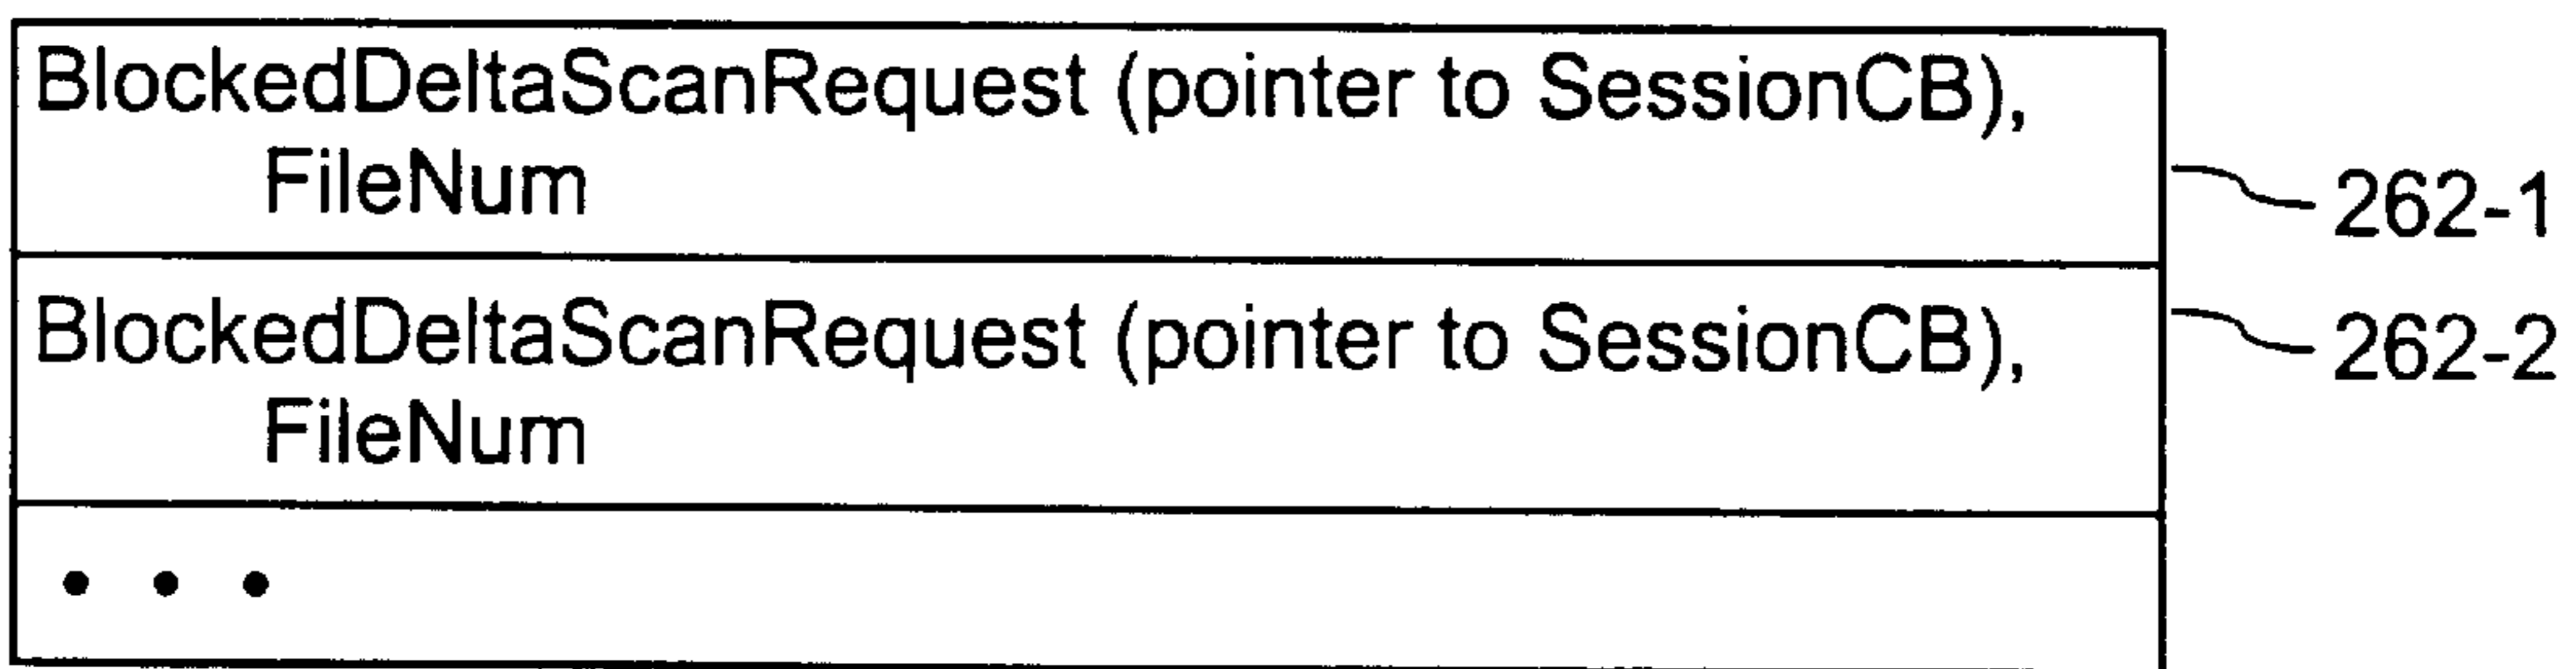 BlockedDeltaScanRequest (pointer to SessionCB),
FileNum
262-1
BlockedDeltaScanRequest (pointer to SessionCB),
FileNum
262-2
• • •